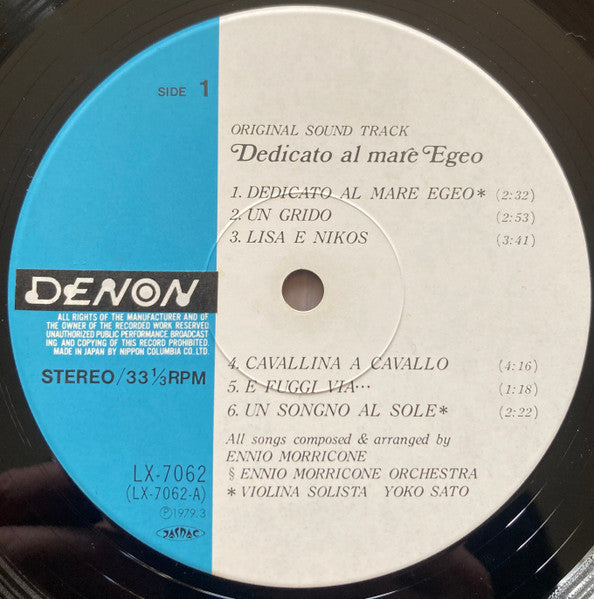 SIDE 1
ORIGINAL SOUND TRACK
Dedicato al mare Egeo
1. DEDICATO AL MARE EGEO* (2:32)
2. UN GRIDO (2:53)
3. LISA E NIKOS (3:41)
DENON
ALL RIGHTS OF THE MANUFACTURER AND OF
THE OWNER OF THE RECORDED WORK RESERVED
UNAUTHORIZED PUBLIC PERFORMANCE BROADCAST
ING AND COPYING OF THIS RECORD PROHIBITED.
MADE IN JAPAN BY NIPPON COLUMBIA CO. LTD.
STEREO/33 1/3 RPM
4. CAVALLINA A CAVALLO (4:16)
5. E FUGGI VIA… (1:18)
6. UN SONGNO AL SOLE* (2:22)
All songs composed & arranged by
ENNIO MORRICONE
§ ENNIO MORRICONE ORCHESTRA
* VIOLINA SOLISTA YOKO SATO
LX-7062
(LX-7062-A)
Ⓟ1979.3
JASRAC